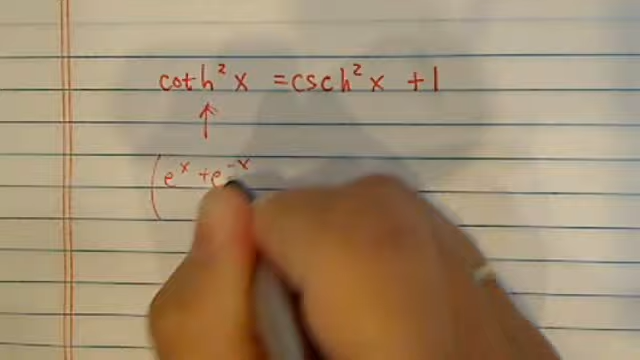 coth²x = csch²x + 1
(eˣ + e⁻ˣ